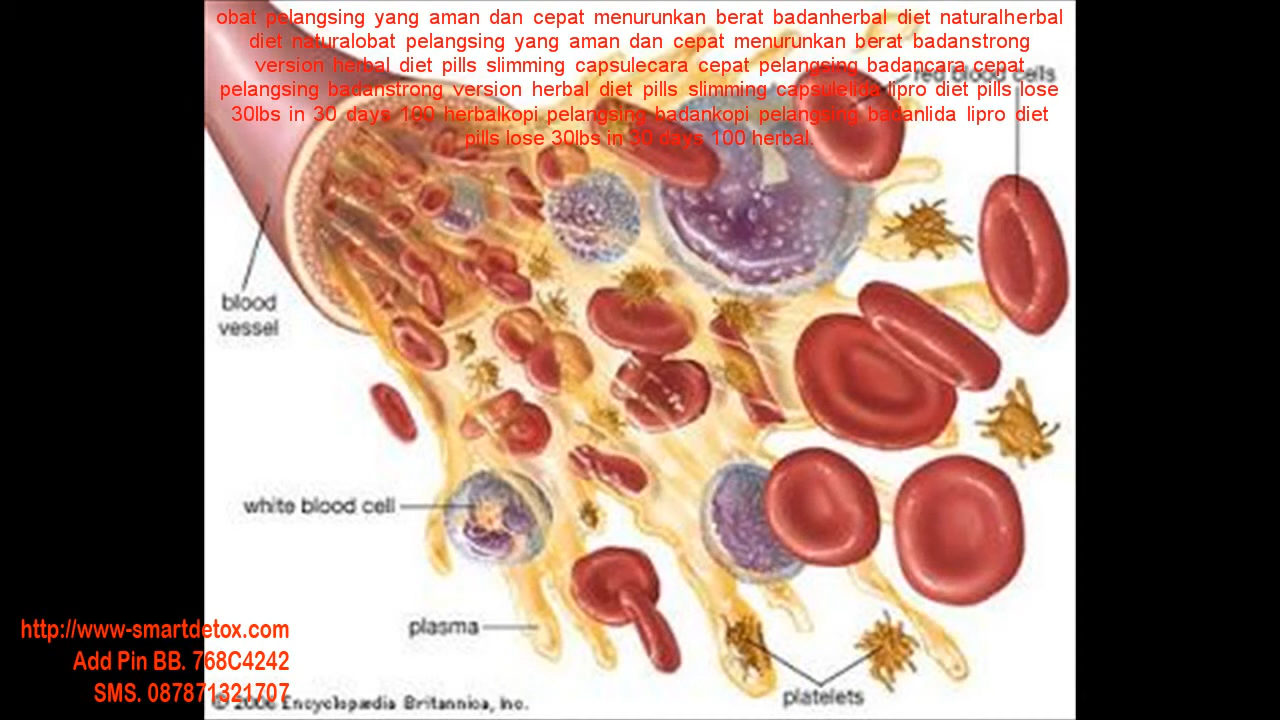 obat pelangsing yang aman dan cepat menurunkan berat badanherbal diet naturalherbal
diet naturalobat pelangsing yang aman dan cepat menurunkan berat badanstrong
version herbal diet pills slimming capsulecara cepat pelangsing badancara cepat
red blood cells
pelangsing badanstrong version herbal diet pills slimming capsulelida lipro diet pills lose
30lbs in 30 days 100 herbalkopi pelangsing badankopi pelangsing badanlida lipro diet
pills lose 30lbs in 30 days 100 herbal.
blood
vessel
white blood cell
plasma
http://www-smartdetox.com
Add Pin BB. 768C4242
SMS. 087871321707
platelets
© 2006 Encyclopædia Britannica, Inc.